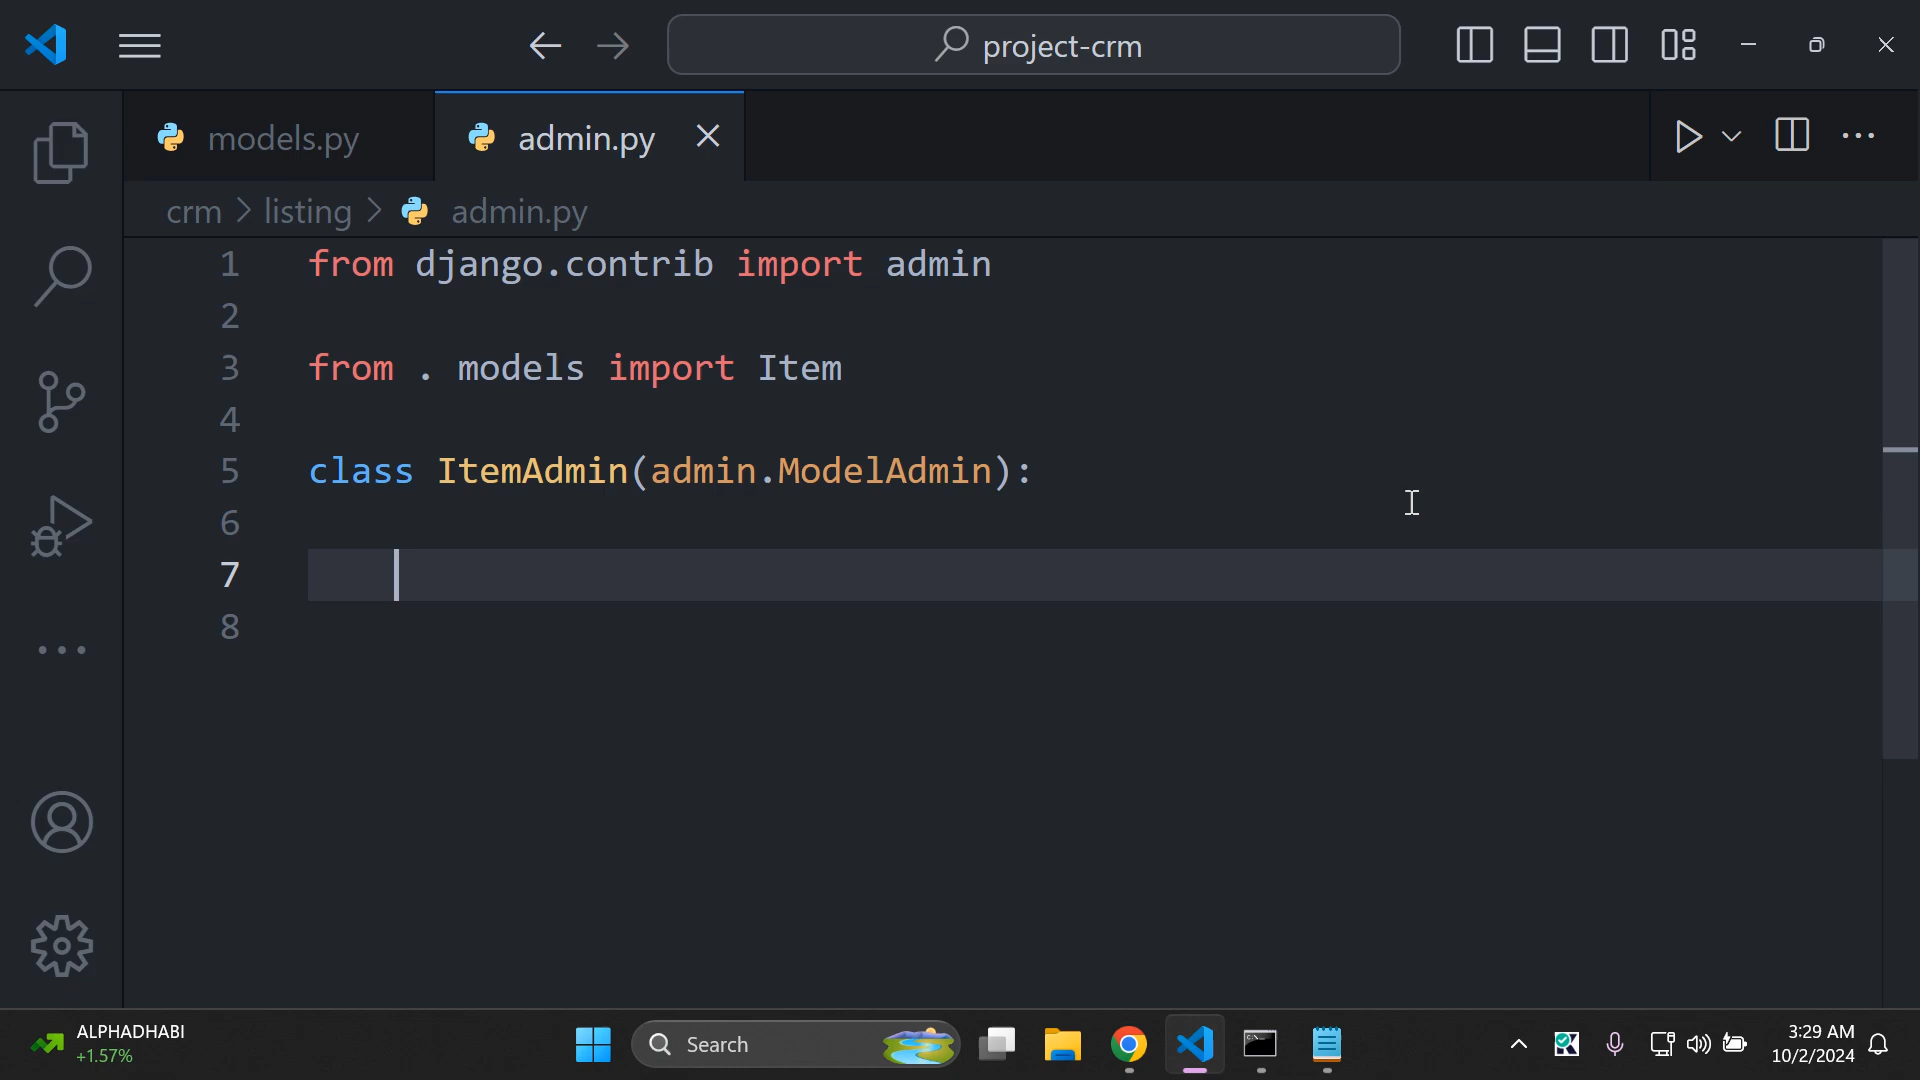 project-crm
models.py
admin.py
crm > listing > admin.py
1 from django.contrib import admin
2
3 from . models import Item
4
5 class ItemAdmin(admin.ModelAdmin):
6
7
8
ALPHADHABI
+1.57%
Search
3:29 AM
10/2/2024